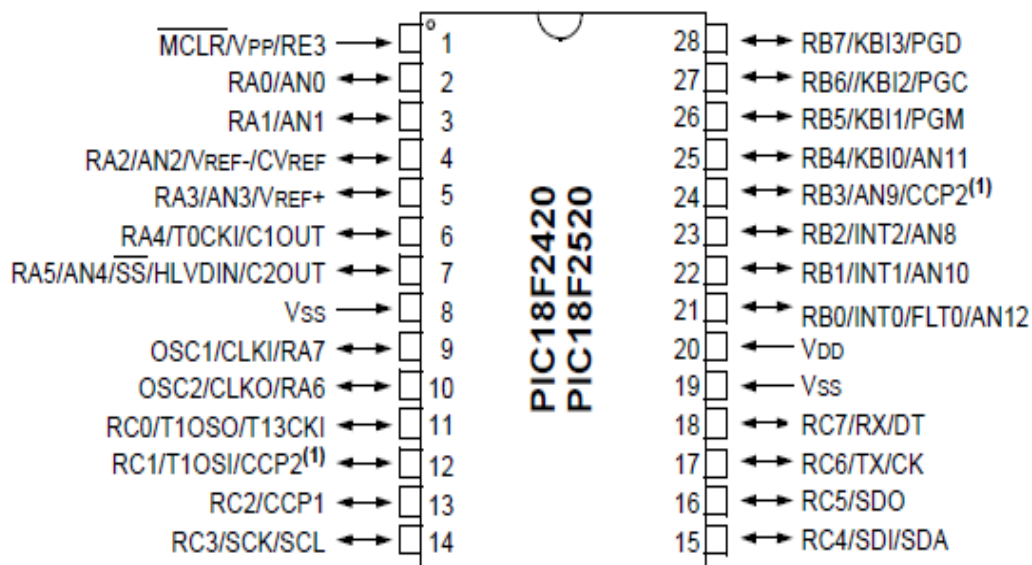 MCLR/VPP/RE3 1
RA0/AN0 2
RA1/AN1 3
RA2/AN2/VREF-/CVREF 4
RA3/AN3/VREF+ 5
RA4/T0CKI/C1OUT 6
RA5/AN4/SS/HLVDIN/C2OUT 7
VSS 8
OSC1/CLKI/RA7 9
OSC2/CLKO/RA6 10
RC0/T1OSO/T13CKI 11
RC1/T1OSI/CCP2(1) 12
RC2/CCP1 13
RC3/SCK/SCL 14
PIC18F2420
PIC18F2520
28 RB7/KBI3/PGD
27 RB6//KBI2/PGC
26 RB5/KBI1/PGM
25 RB4/KBI0/AN11
24 RB3/AN9/CCP2(1)
23 RB2/INT2/AN8
22 RB1/INT1/AN10
21 RB0/INT0/FLT0/AN12
20 VDD
19 VSS
18 RC7/RX/DT
17 RC6/TX/CK
16 RC5/SDO
15 RC4/SDI/SDA